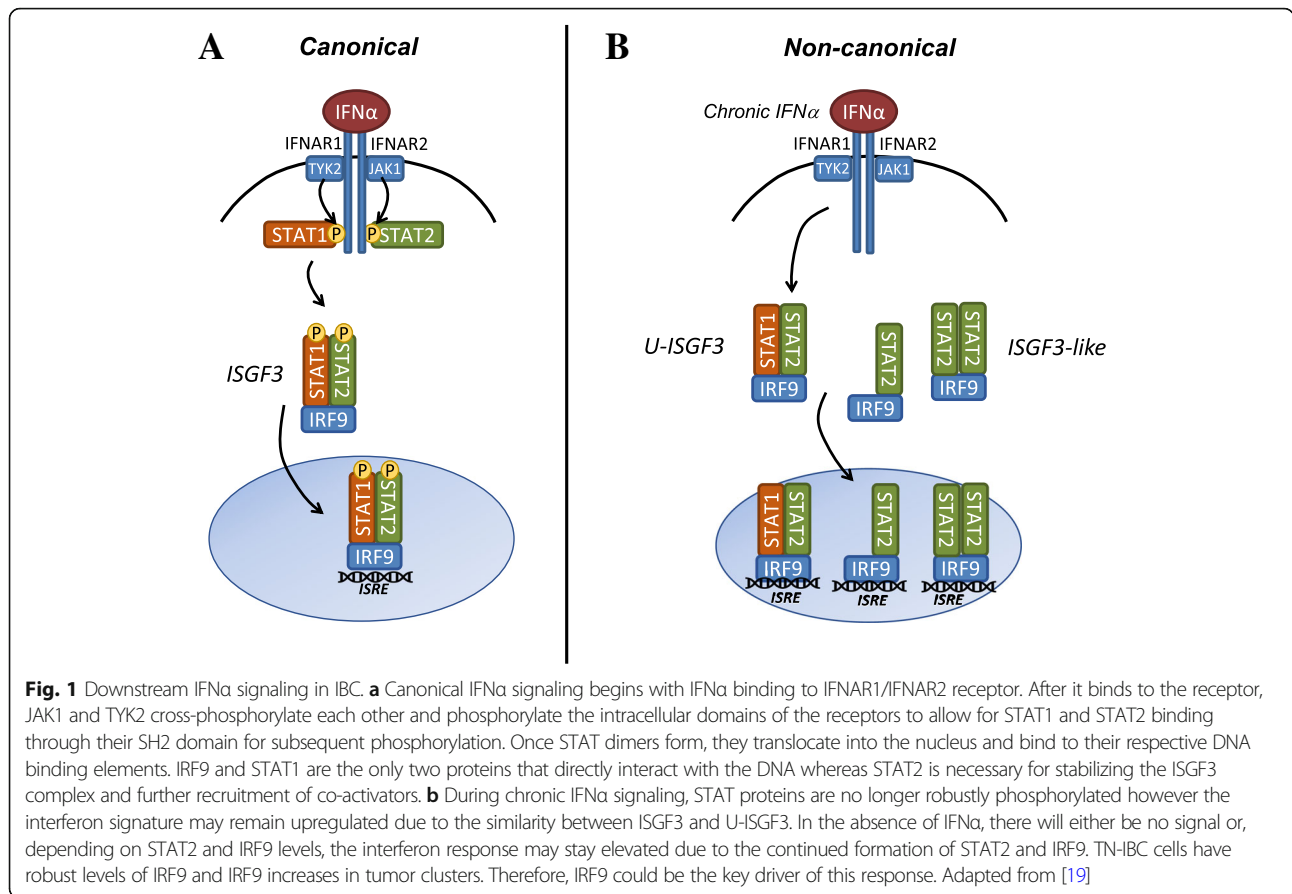 A
Canonical
IFNα
IFNAR1 IFNAR2
TYK2 JAK1
STAT1 P P STAT2
P P
STAT1 STAT2
ISGF3
IRF9
P P
STAT1 STAT2
IRF9
ISRE
B
Non-canonical
Chronic IFNα IFNα
IFNAR1 IFNAR2
TYK2 JAK1
U-ISGF3 STAT1 STAT2 STAT2 STAT2 STAT2 ISGF3-like
IRF9 IRF9 IRF9
STAT1 STAT2 STAT2 STAT2 STAT2
IRF9 IRF9 IRF9
ISRE ISRE ISRE
Fig. 1 Downstream IFNα signaling in IBC. a Canonical IFNα signaling begins with IFNα binding to IFNAR1/IFNAR2 receptor. After it binds to the receptor,
JAK1 and TYK2 cross-phosphorylate each other and phosphorylate the intracellular domains of the receptors to allow for STAT1 and STAT2 binding
through their SH2 domain for subsequent phosphorylation. Once STAT dimers form, they translocate into the nucleus and bind to their respective DNA
binding elements. IRF9 and STAT1 are the only two proteins that directly interact with the DNA whereas STAT2 is necessary for stabilizing the ISGF3
complex and further recruitment of co-activators. b During chronic IFNα signaling, STAT proteins are no longer robustly phosphorylated however the
interferon signature may remain upregulated due to the similarity between ISGF3 and U-ISGF3. In the absence of IFNα, there will either be no signal or,
depending on STAT2 and IRF9 levels, the interferon response may stay elevated due to the continued formation of STAT2 and IRF9. TN-IBC cells have
robust levels of IRF9 and IRF9 increases in tumor clusters. Therefore, IRF9 could be the key driver of this response. Adapted from [19]